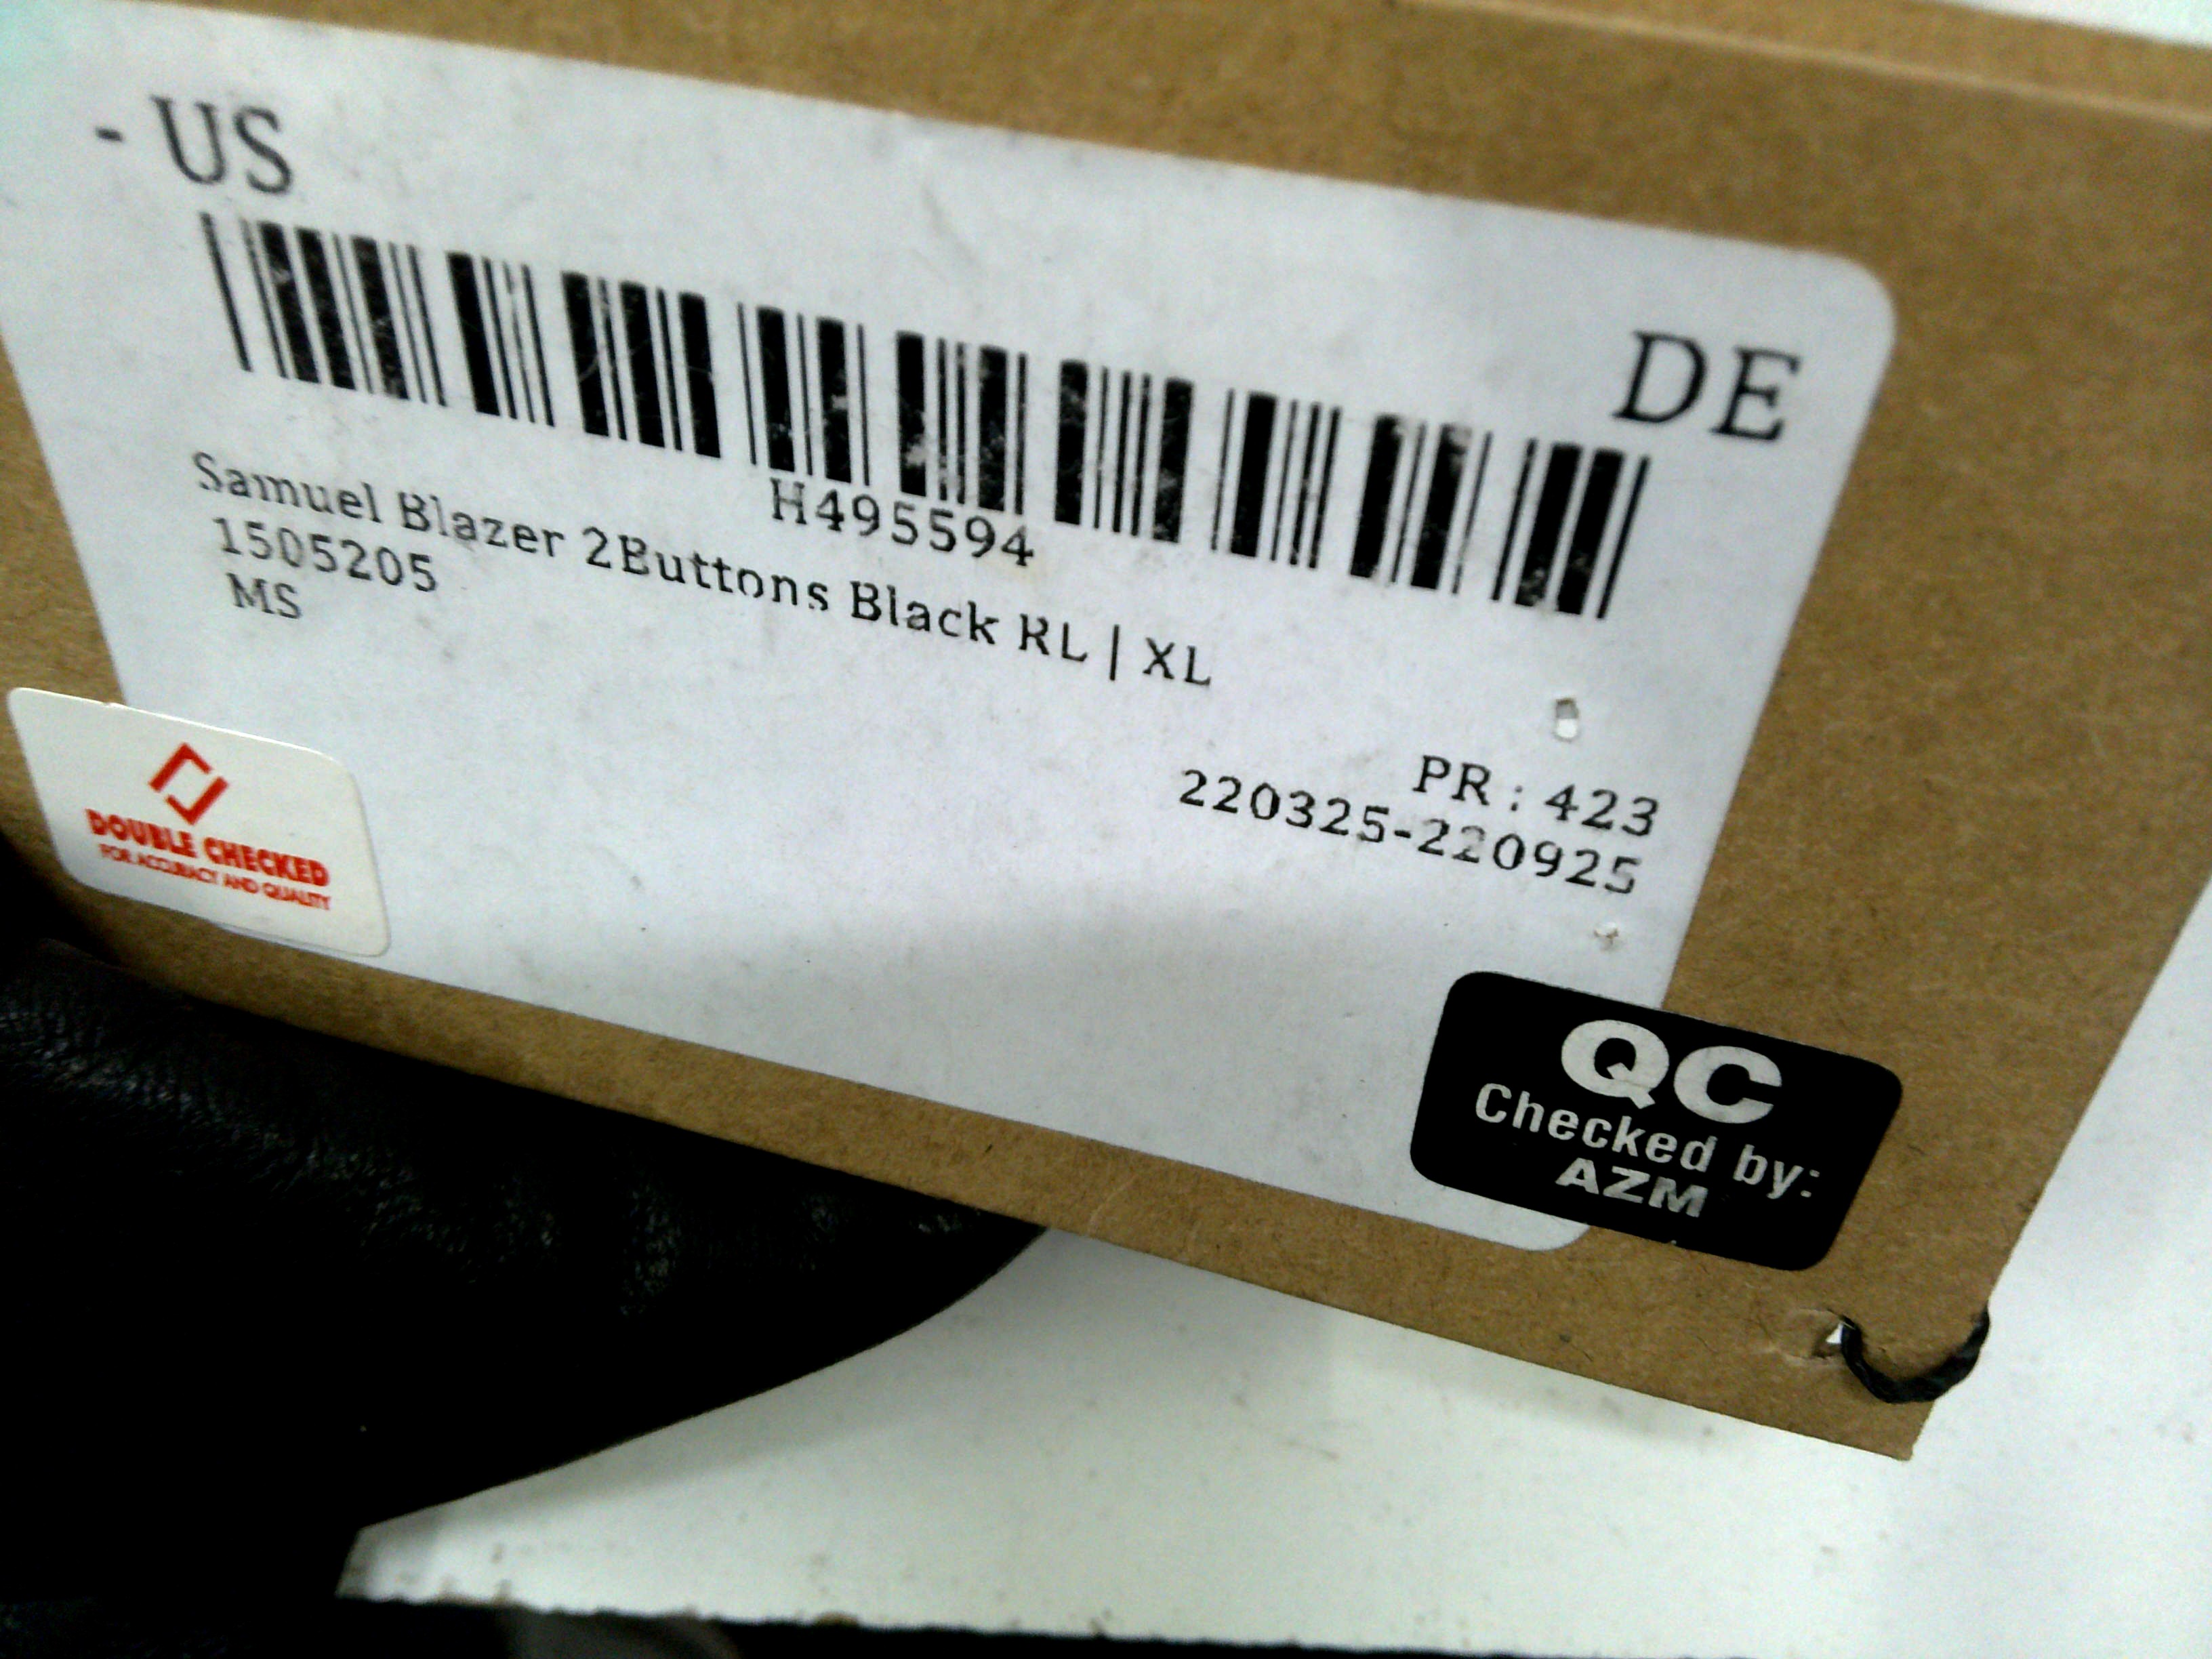 - US
DE
H495594
Samuel Blazer 2Buttons Black RL | XL
1505205
MS
PR : 423
220325-220925
DOUBLE CHECKED
FOR ACCURACY AND QUALITY
QC
Checked by:
AZM